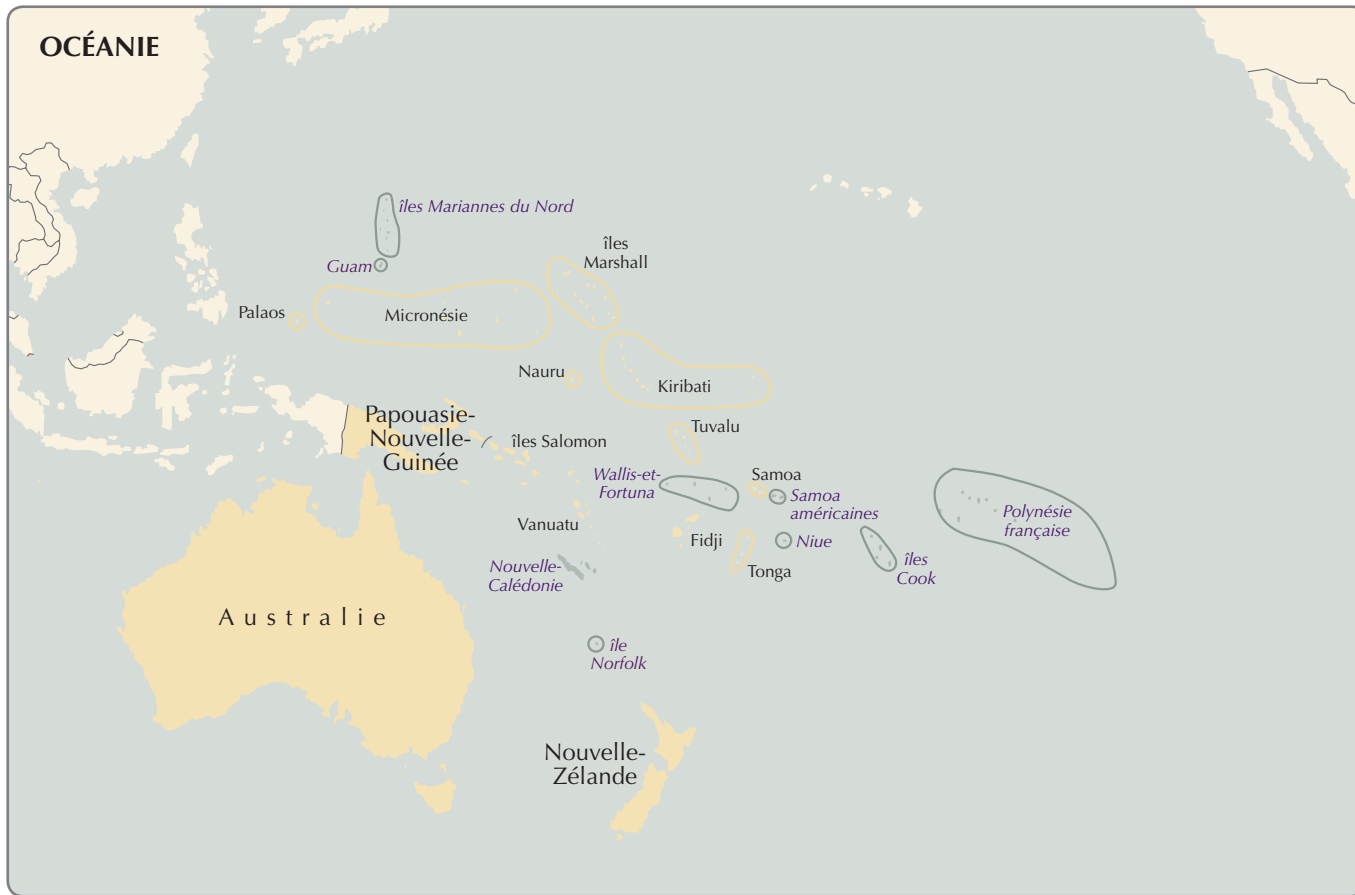 OCÉANIE
îles Mariannes du Nord
Guam
îles
Marshall
Palaos
Micronésie
Nauru
Kiribati
Papouasie-
Nouvelle-
Guinée
îles Salomon
Tuvalu
Wallis-et-
Fortuna
Samoa
Samoa
américaines
Polynésie
française
Vanuatu
Fidji
Niue
Tonga
îles
Cook
Nouvelle-
Calédonie
Australie
île
Norfolk
Nouvelle-
Zélande